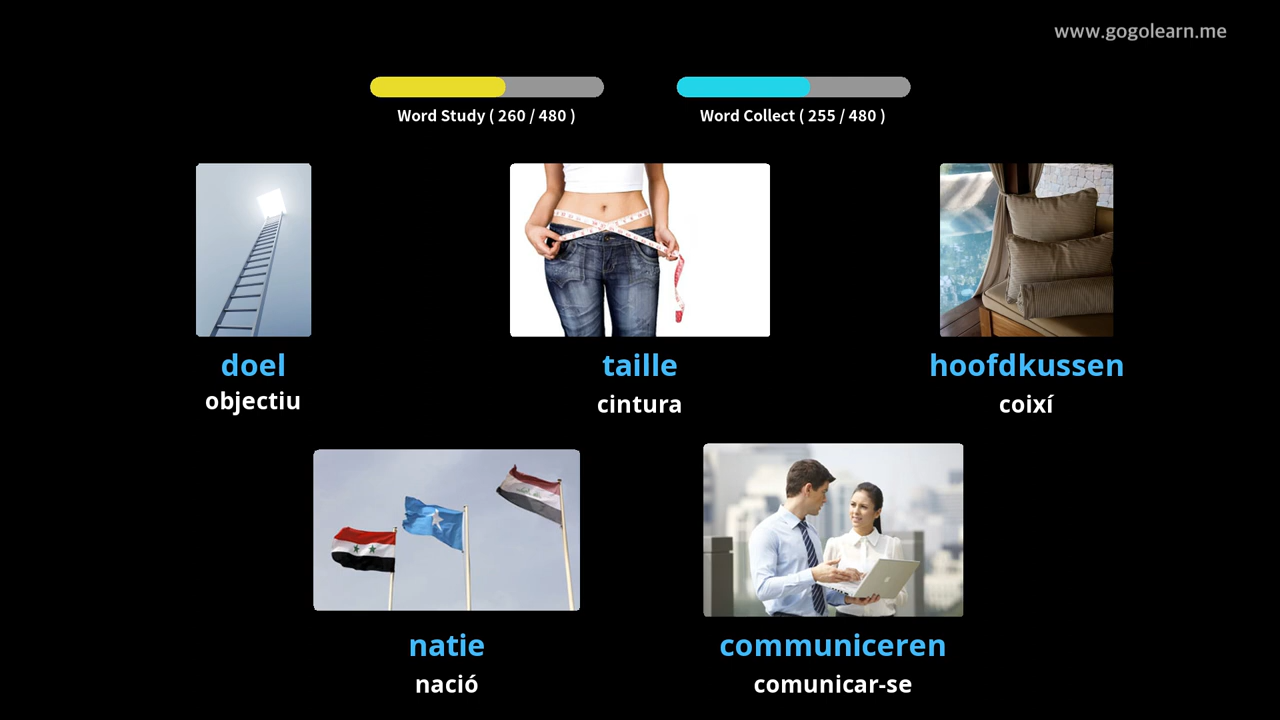 www.gogolearn.me
Word Study ( 260 / 480 )
Word Collect ( 255 / 480 )
doel
objectiu
taille
cintura
hoofdkussen
coixí
natie
nació
communiceren
comunicar-se